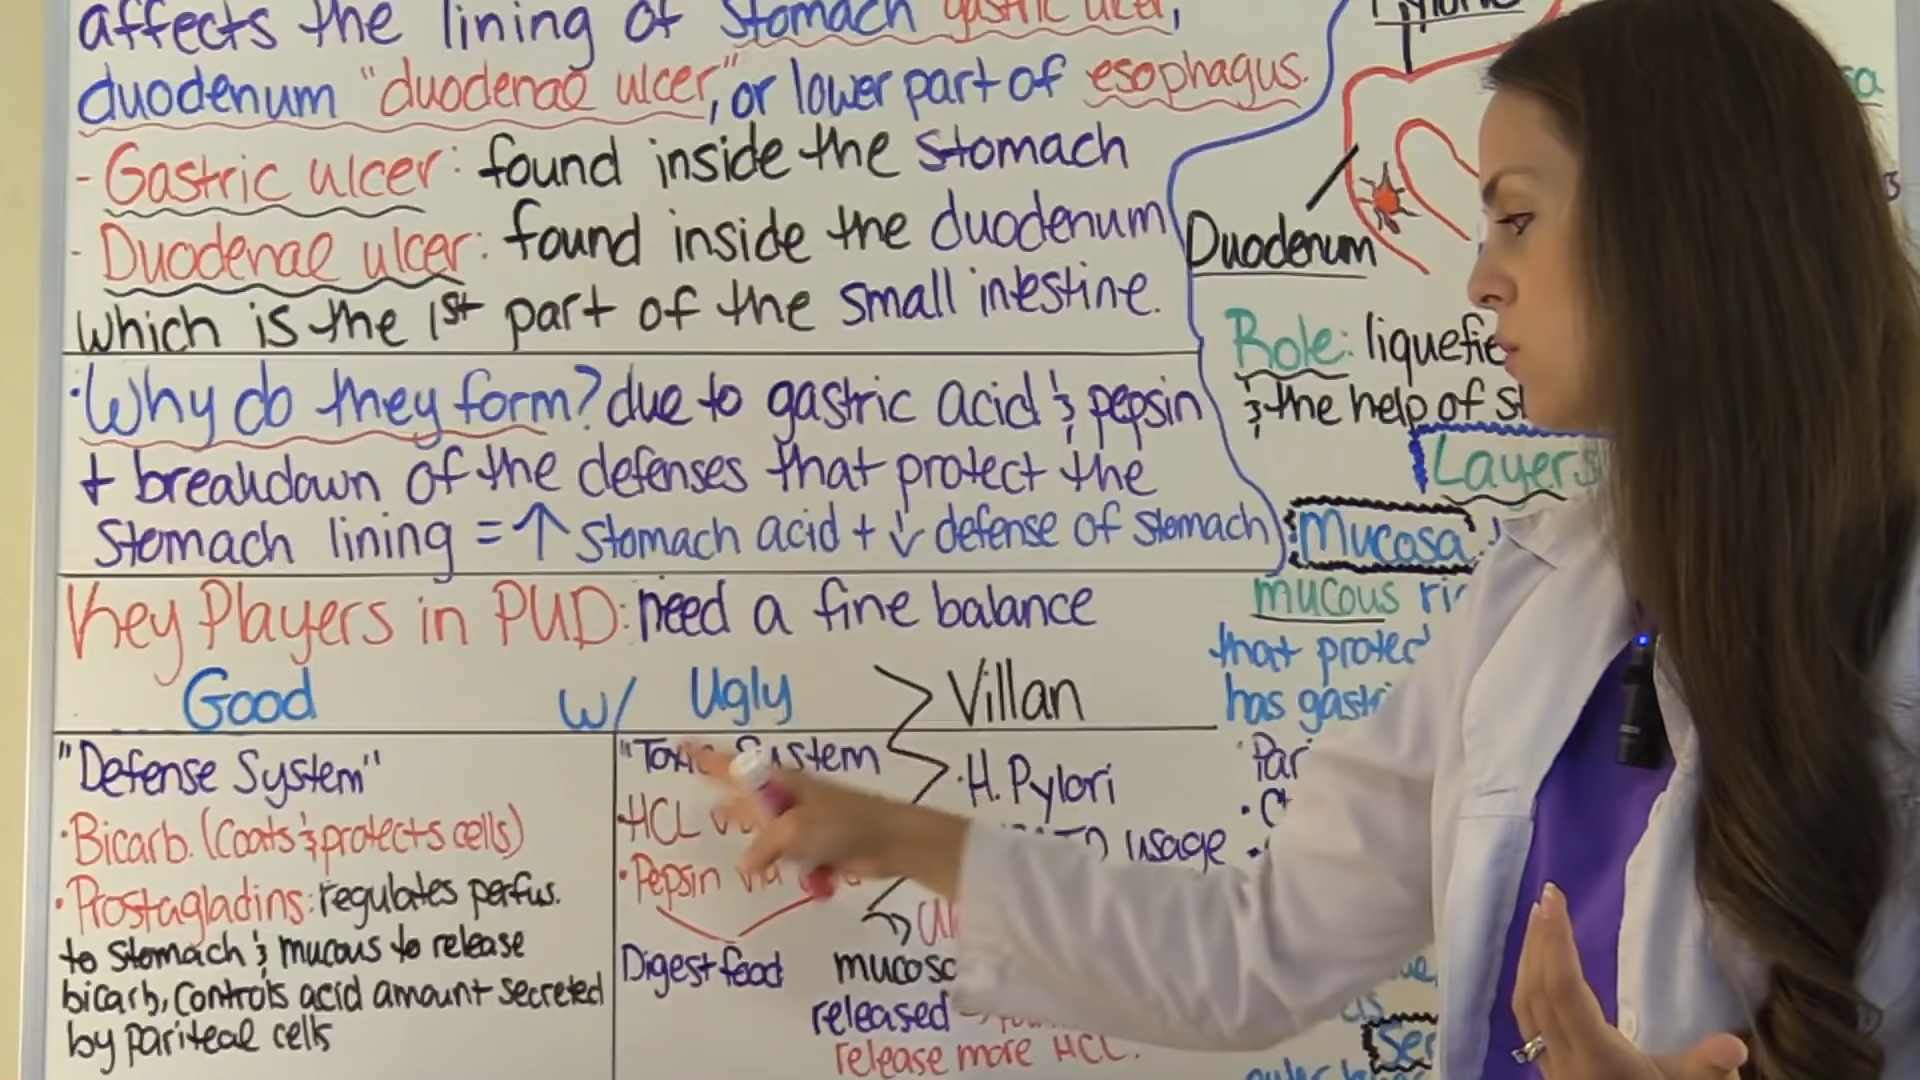 affects the lining of stomach gastric ulcer,
duodenum "duodenal ulcer", or lower part of esophagus.
- Gastric ulcer: found inside the stomach
- Duodenal ulcer: found inside the duodenum
which is the 1st part of the small intestine.
• Why do they form? due to gastric acid & pepsin
+ breakdown of the defenses that protect the
stomach lining = ↑ stomach acid + ↓ defense of stomach
Key Players in PUD: need a fine balance
Good w/ Ugly > Villan
"Defense System"
• Bicarb. (coats & protects cells)
• Prostagladins: regulates perfus.
to stomach & mucous to release
bicarb, controls acid amount secreted
by pariteal cells
"Toxic System
HCL
• Pepsin via
Digest food
• H. Pylori
usage
released
release more HCL.
Duodenum
Role:
& the help of
Layers
Mucosa
mucous
that
has